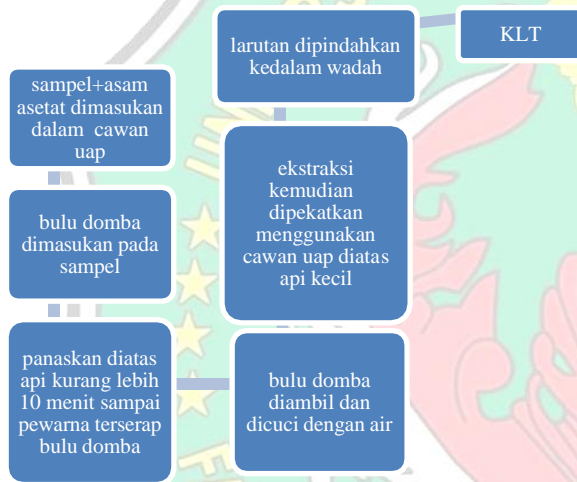 sampel+asam
asetat dimasukan
dalam cawan
uap
bulu domba
dimasukan pada
sampel
panaskan diatas
api kurang lebih
10 menit sampai
pewarna terserap
bulu domba
bulu domba
diambil dan
dicuci dengan air
ekstraksi
kemudian
dipekatkan
menggunakan
cawan uap diatas
api kecil
larutan dipindahkan
kedalam wadah
KLT